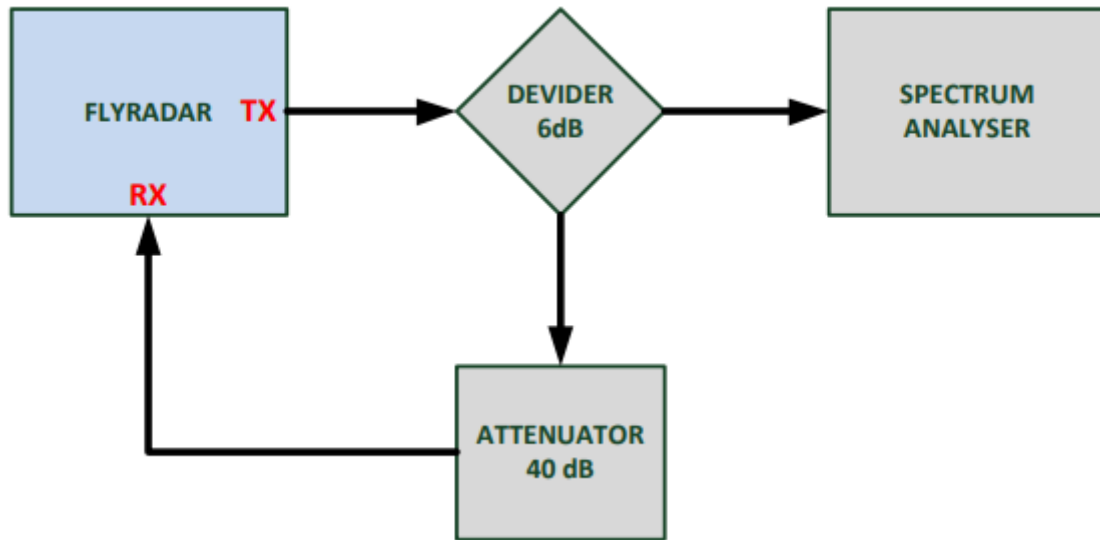 FLYRADAR
TX
RX
DEVIDER
6dB
SPECTRUM
ANALYSER
ATTENUATOR
40 dB